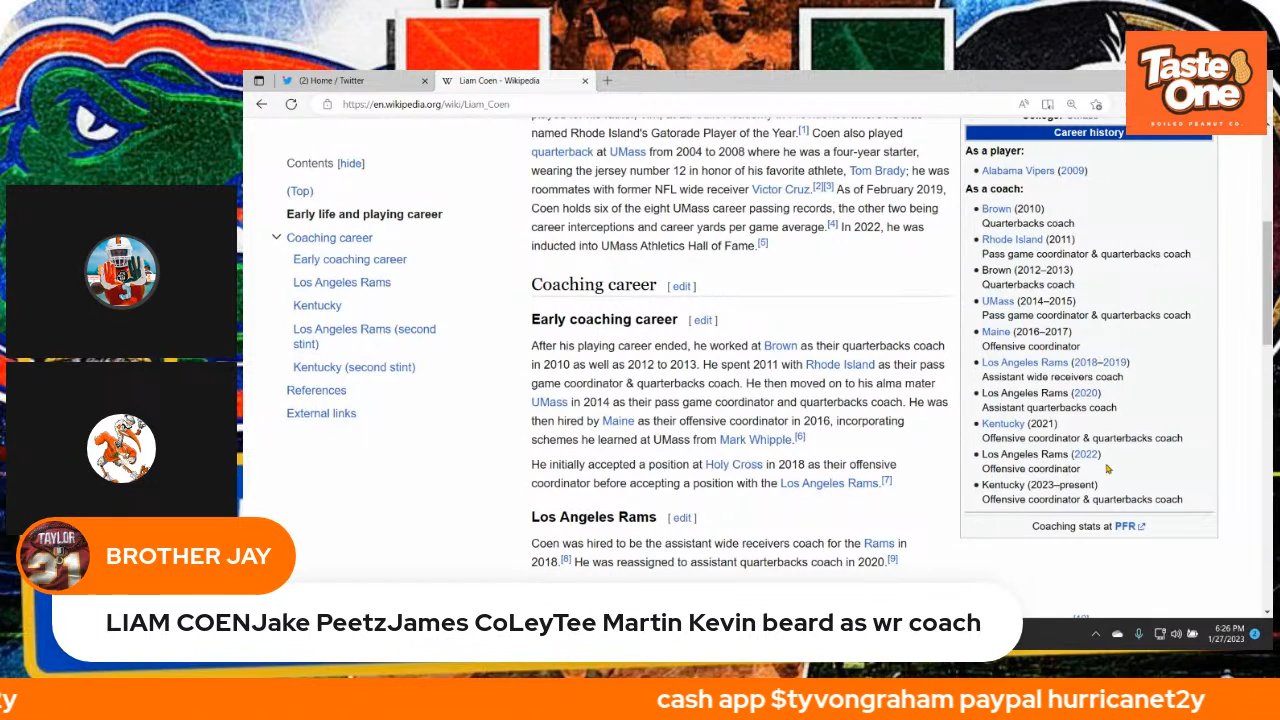 (2) Home / Twitter
Liam Coen - Wikipedia
https://en.wikipedia.org/wiki/Liam_Coen
Taste One
BOILED PEANUT CO.
Contents [hide]
(Top)
Early life and playing career
Coaching career
Early coaching career
Los Angeles Rams
Kentucky
Los Angeles Rams (second
stint)
Kentucky (second stint)
References
External links
named Rhode Island's Gatorade Player of the Year.[1] Coen also played
quarterback at UMass from 2004 to 2008 where he was a four-year starter,
wearing the jersey number 12 in honor of his favorite athlete, Tom Brady; he was
roommates with former NFL wide receiver Victor Cruz.[2][3] As of February 2019,
Coen holds six of the eight UMass career passing records, the other two being
career interceptions and career yards per game average.[4] In 2022, he was
inducted into UMass Athletics Hall of Fame.[5]
Coaching career [ edit ]
Early coaching career [ edit ]
After his playing career ended, he worked at Brown as their quarterbacks coach
in 2010 as well as 2012 to 2013. He spent 2011 with Rhode Island as their pass
game coordinator & quarterbacks coach. He then moved on to his alma mater
UMass in 2014 as their pass game coordinator and quarterbacks coach. He was
then hired by Maine as their offensive coordinator in 2016, incorporating
schemes he learned at UMass from Mark Whipple.[6]
He initially accepted a position at Holy Cross in 2018 as their offensive
coordinator before accepting a position with the Los Angeles Rams.[7]
Los Angeles Rams [ edit ]
Coen was hired to be the assistant wide receivers coach for the Rams in
2018.[8] He was reassigned to assistant quarterbacks coach in 2020.[9]
Career history
As a player:
• Alabama Vipers (2009)
As a coach:
• Brown (2010)
Quarterbacks coach
• Rhode Island (2011)
Pass game coordinator & quarterbacks coach
• Brown (2012–2013)
Quarterbacks coach
• UMass (2014–2015)
Pass game coordinator & quarterbacks coach
• Maine (2016–2017)
Offensive coordinator
• Los Angeles Rams (2018–2019)
Assistant wide receivers coach
• Los Angeles Rams (2020)
Assistant quarterbacks coach
• Kentucky (2021)
Offensive coordinator & quarterbacks coach
• Los Angeles Rams (2022)
Offensive coordinator
• Kentucky (2023–present)
Offensive coordinator & quarterbacks coach
Coaching stats at PFR
TAYLOR
21
BROTHER JAY
LIAM COENJake PeetzJames CoLeyTee Martin Kevin beard as wr coach
6:26 PM
1/27/2023
2y
cash app $tyvongraham paypal hurricanet2y